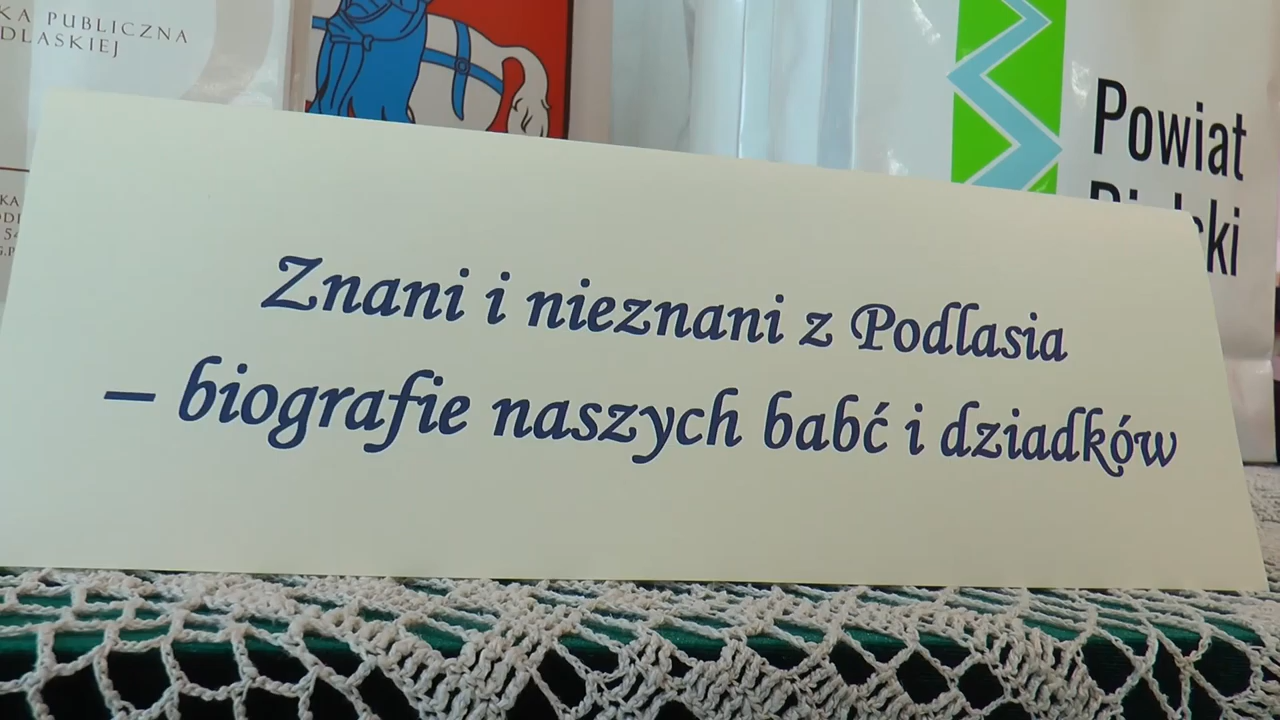 KA PUBLICZNA
DLASKIEJ
Powiat
Znani i nieznani z Podlasia
– biografie naszych babć i dziadków